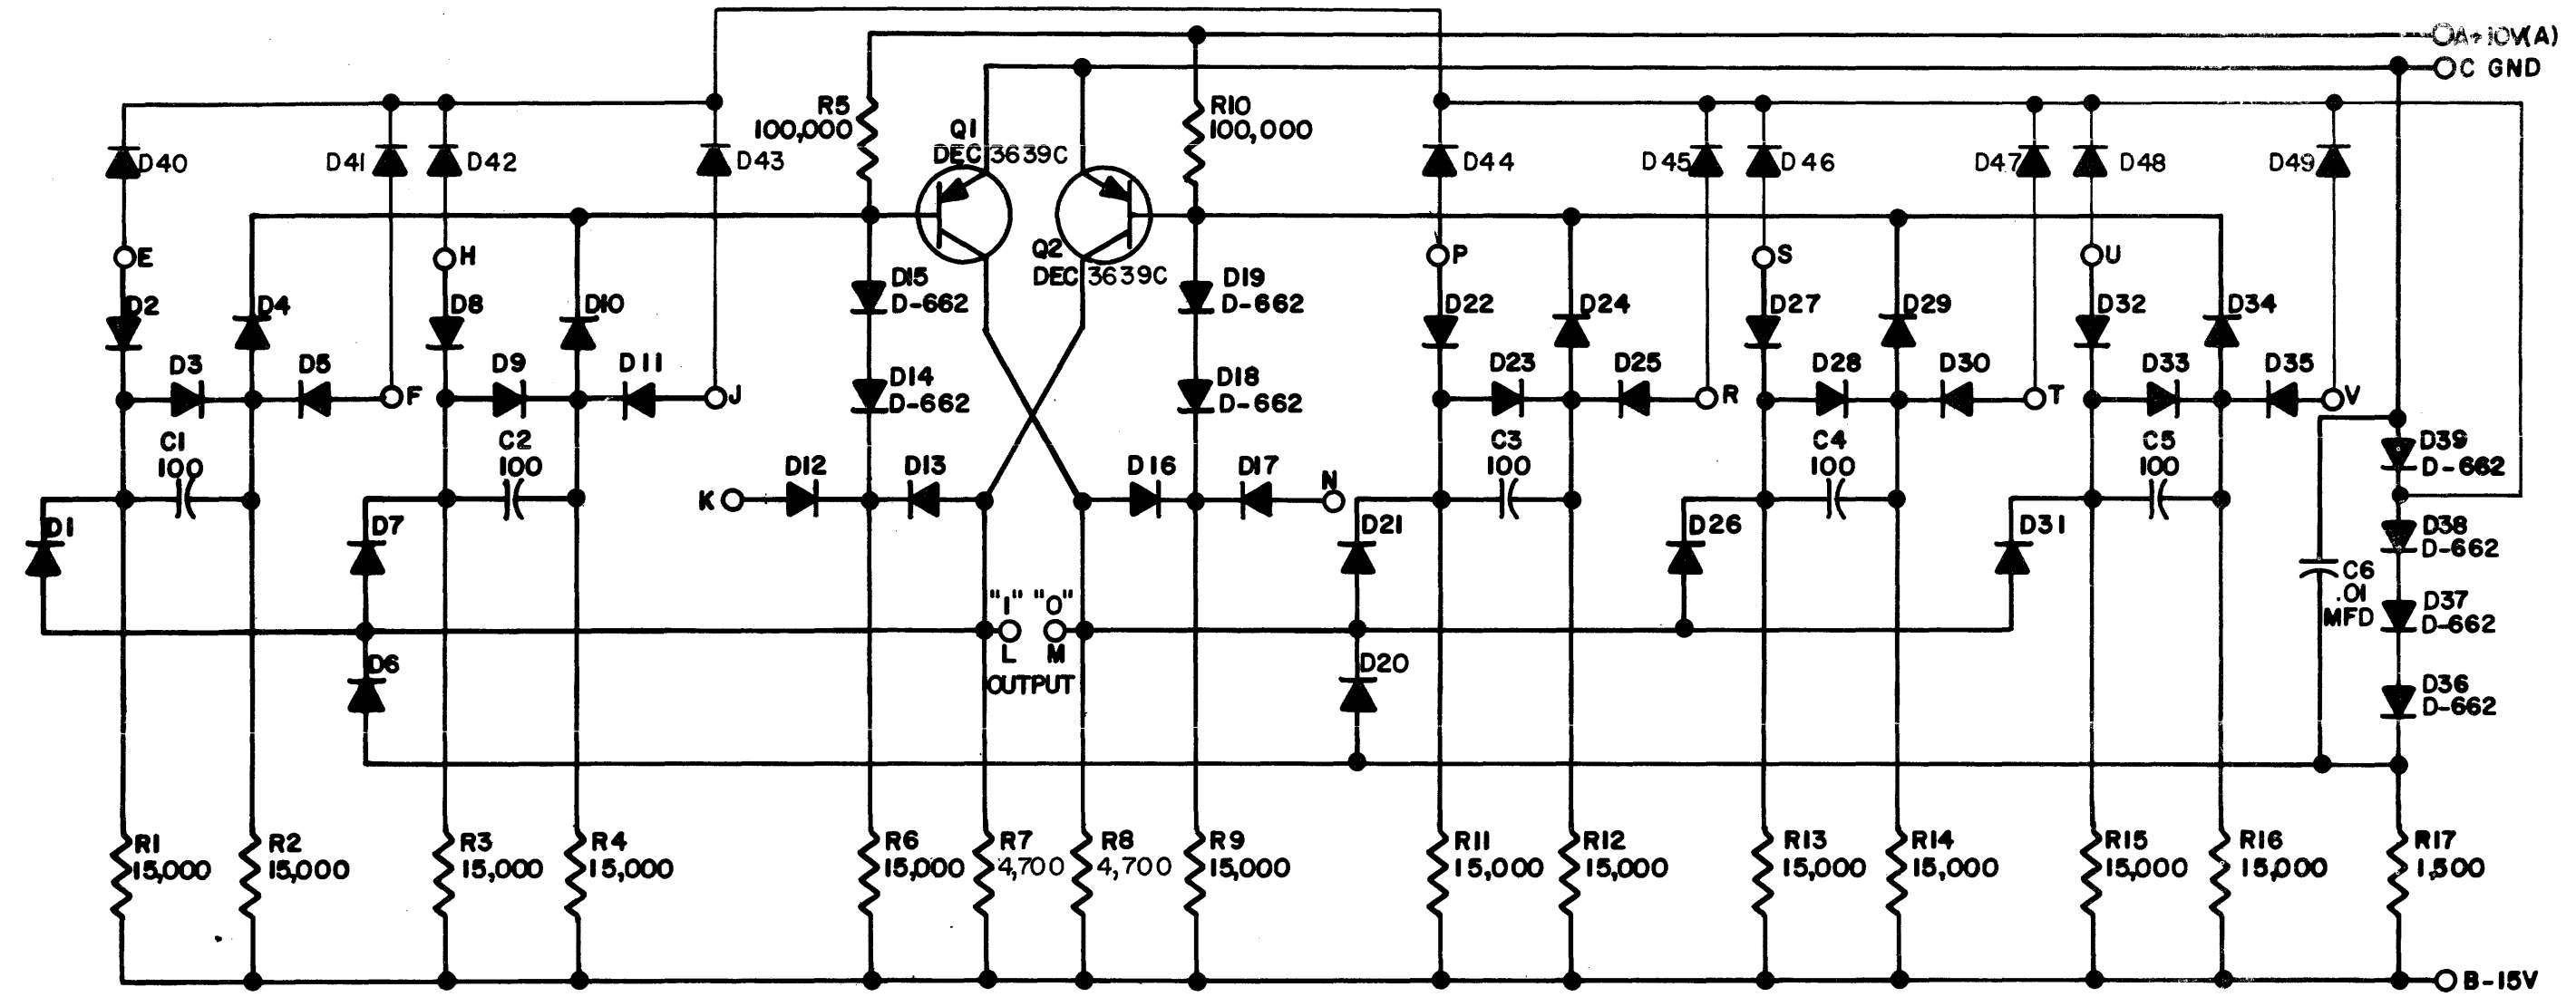 A+10V(A)
C GND
R5
100,000
Q1
DEC 3639C
R10
100,000
D40
D41
D42
D43
D44
D45
D46
D47
D48
D49
E
H
Q2
DEC 3639C
P
S
U
D2
D4
D8
D10
D15
D-662
D19
D-662
D22
D24
D27
D29
D32
D34
D3
D5
F
D9
D11
J
D14
D-662
D18
D-662
D23
D25
R
D28
D30
T
D33
D35
V
C1
100
C2
100
K
D12
D13
D16
D17
N
C3
100
C4
100
C5
100
D39
D-662
D1
D7
D21
D26
D31
D38
D-662
C6
.01
MFD
D37
D-662
"1" "0"
L M
OUTPUT
D6
D20
D36
D-662
R1
15,000
R2
15,000
R3
15,000
R4
15,000
R6
15,000
R7
4,700
R8
4,700
R9
15,000
R11
15,000
R12
15,000
R13
15,000
R14
15,000
R15
15,000
R16
15,000
R17
1,500
B-15V